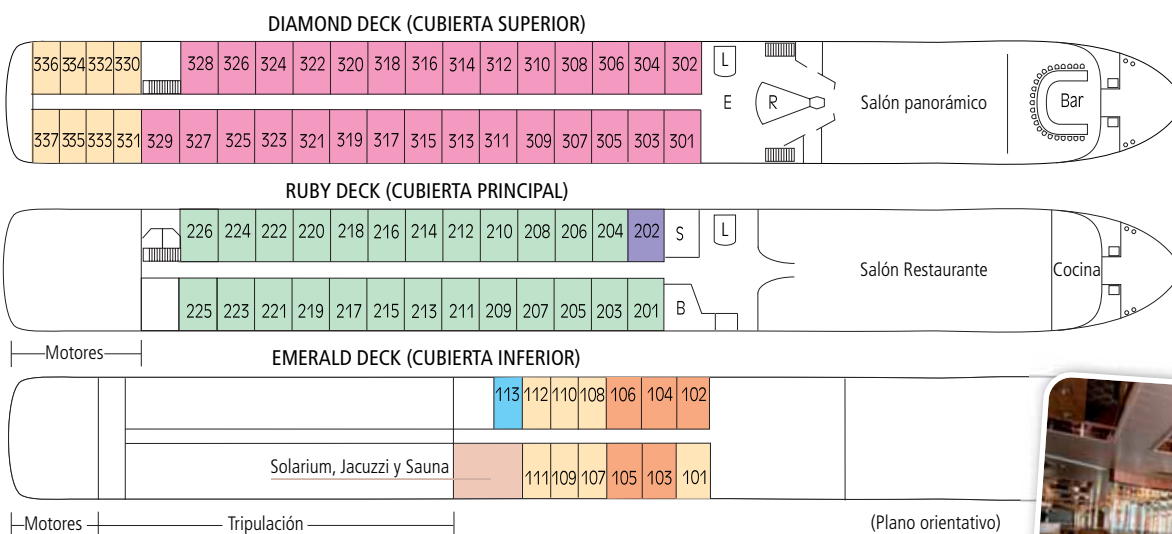 DIAMOND DECK (CUBIERTA SUPERIOR)
336 334 332 330 328 326 324 322 320 318 316 314 312 310 308 306 304 302 L
E R Salón panorámico Bar
337 335 333 331 329 327 325 323 321 319 317 315 313 311 309 307 305 303 301
RUBY DECK (CUBIERTA PRINCIPAL)
226 224 222 220 218 216 214 212 210 208 206 204 202 S L
Salón Restaurante Cocina
225 223 221 219 217 215 213 211 209 207 205 203 201 B
Motores
EMERALD DECK (CUBIERTA INFERIOR)
113 112 110 108 106 104 102
Solarium, Jacuzzi y Sauna 111 109 107 105 103 101
Motores Tripulación (Plano orientativo)